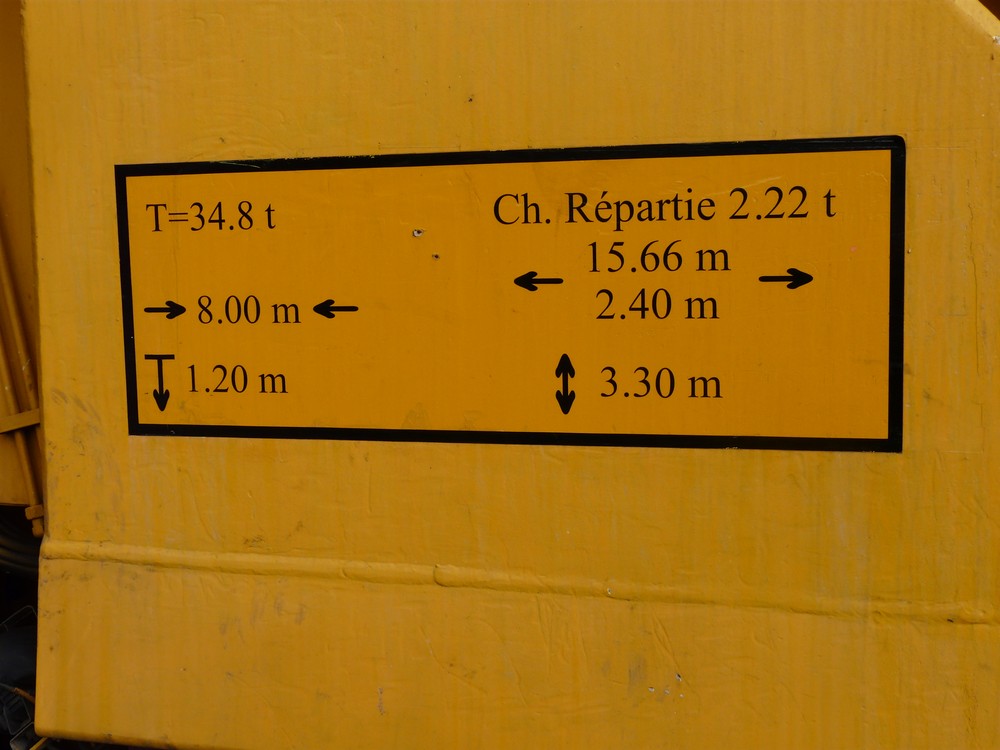 T=34.8 t
8.00 m
1.20 m
Ch. Répartie 2.22 t
15.66 m
2.40 m
3.30 m